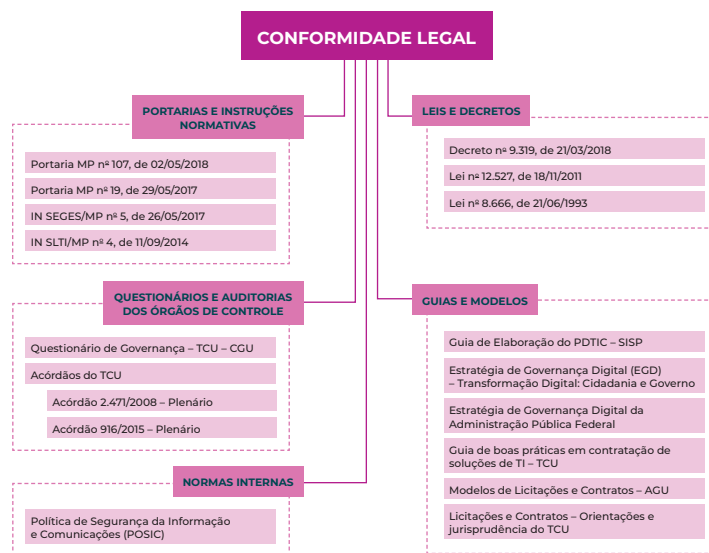 CONFORMIDADE LEGAL
PORTARIAS E INSTRUÇÕES
NORMATIVAS
Portaria MP nº 107, de 02/05/2018
Portaria MP nº 19, de 29/05/2017
IN SEGES/MP nº 5, de 26/05/2017
IN SLTI/MP nº 4, de 11/09/2014
QUESTIONÁRIOS E AUDITORIAS
DOS ÓRGÃOS DE CONTROLE
Questionário de Governança – TCU – CGU
Acórdãos do TCU
Acórdão 2.471/2008 – Plenário
Acórdão 916/2015 – Plenário
NORMAS INTERNAS
Política de Segurança da Informação
e Comunicações (POSIC)
LEIS E DECRETOS
Decreto nº 9.319, de 21/03/2018
Lei nº 12.527, de 18/11/2011
Lei nº 8.666, de 21/06/1993
GUIAS E MODELOS
Guia de Elaboração do PDTIC – SISP
Estratégia de Governança Digital (EGD)
– Transformação Digital: Cidadania e Governo
Estratégia de Governança Digital da
Administração Pública Federal
Guia de boas práticas em contratação de
soluções de TI – TCU
Modelos de Licitações e Contratos – AGU
Licitações e Contratos – Orientações e
jurisprudência do TCU